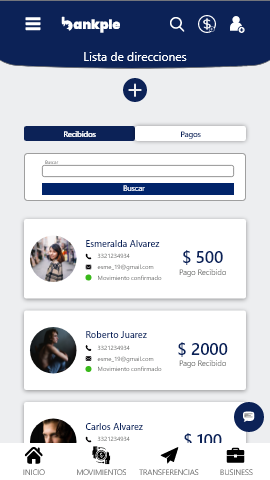 bankple
Lista de direcciones
Recibidos
Pagos
Buscar
Buscar
Esmeralda Alvarez
3321234934
esme_19@gmail.com
Movimiento confirmado
$ 500
Pago Recibido
Roberto Juarez
3321234934
esme_19@gmail.com
Movimiento confirmado
$ 2000
Pago Recibido
Carlos Alvarez
3321234934
$ 100
INICIO
MOVIMIENTOS
TRANSFERENCIAS
BUSINESS